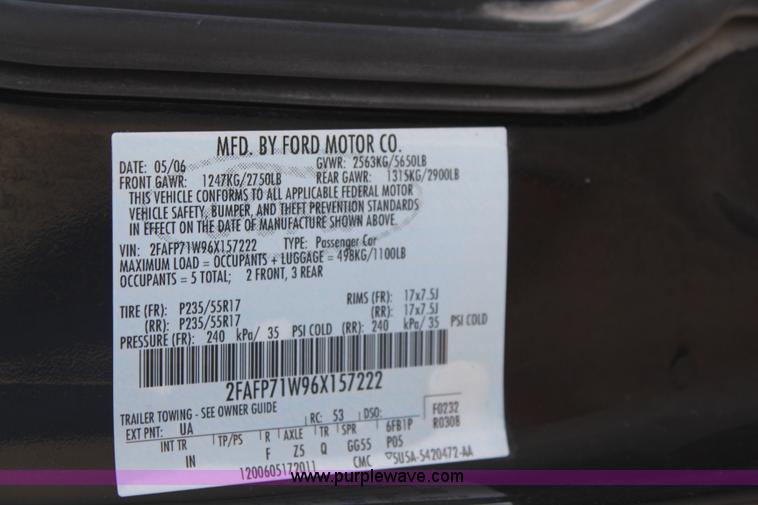 MFD. BY FORD MOTOR CO.
DATE: 05/06 GVWR: 2563KG/5650LB
FRONT GAWR: 1247KG/2750LB REAR GAWR: 1315KG/2900LB
THIS VEHICLE CONFORMS TO ALL APPLICABLE FEDERAL MOTOR
VEHICLE SAFETY, BUMPER, AND THEFT PREVENTION STANDARDS
IN EFFECT ON THE DATE OF MANUFACTURE SHOWN ABOVE.
VIN: 2FAFP71W96X157222 TYPE: Passenger Car
MAXIMUM LOAD = OCCUPANTS + LUGGAGE = 498KG/1100LB
OCCUPANTS = 5 TOTAL; 2 FRONT, 3 REAR
TIRE (FR): P235/55R17 RIMS (FR): 17x7.5J
(RR): P235/55R17 (RR): 17x7.5J
PRESSURE (FR): 240 kPa/ 35 PSI COLD (RR): 240 kPa/ 35 PSI COLD
2FAFP71W96X157222
TRAILER TOWING - SEE OWNER GUIDE
EXT PNT: UA RC: 53 DSO: F0232
INT TR TP/PS R AXLE TR SPR 6FB1P R0308
IN F Z5 Q GG55 P05
1200605172011 CMC 5U5A-5420472-AA
www.purplewave.com